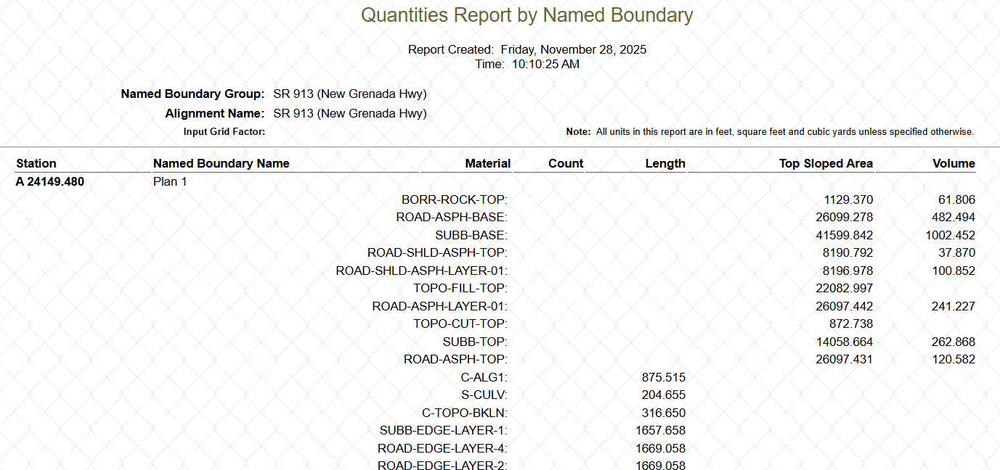 Quantities Report by Named Boundary
Report Created: Friday, November 28, 2025
Time: 10:10:25 AM
Named Boundary Group: SR 913 (New Grenada Hwy)
Alignment Name: SR 913 (New Grenada Hwy)
Input Grid Factor: Note: All units in this report are in feet, square feet and cubic yards unless specified otherwise.
Station Named Boundary Name Material Count Length Top Sloped Area Volume
A 24149.480 Plan 1
BORR-ROCK-TOP: 1129.370 61.806
ROAD-ASPH-BASE: 26099.278 482.494
SUBB-BASE: 41599.842 1002.452
ROAD-SHLD-ASPH-TOP: 8190.792 37.870
ROAD-SHLD-ASPH-LAYER-01: 8196.978 100.852
TOPO-FILL-TOP: 22082.997
ROAD-ASPH-LAYER-01: 26097.442 241.227
TOPO-CUT-TOP: 872.738
SUBB-TOP: 14058.664 262.868
ROAD-ASPH-TOP: 26097.431 120.582
C-ALG1: 875.515
S-CULV: 204.655
C-TOPO-BKLN: 316.650
SUBB-EDGE-LAYER-1: 1657.658
ROAD-EDGE-LAYER-4: 1669.058
ROAD-EDGE-LAYER-2: 1669.058